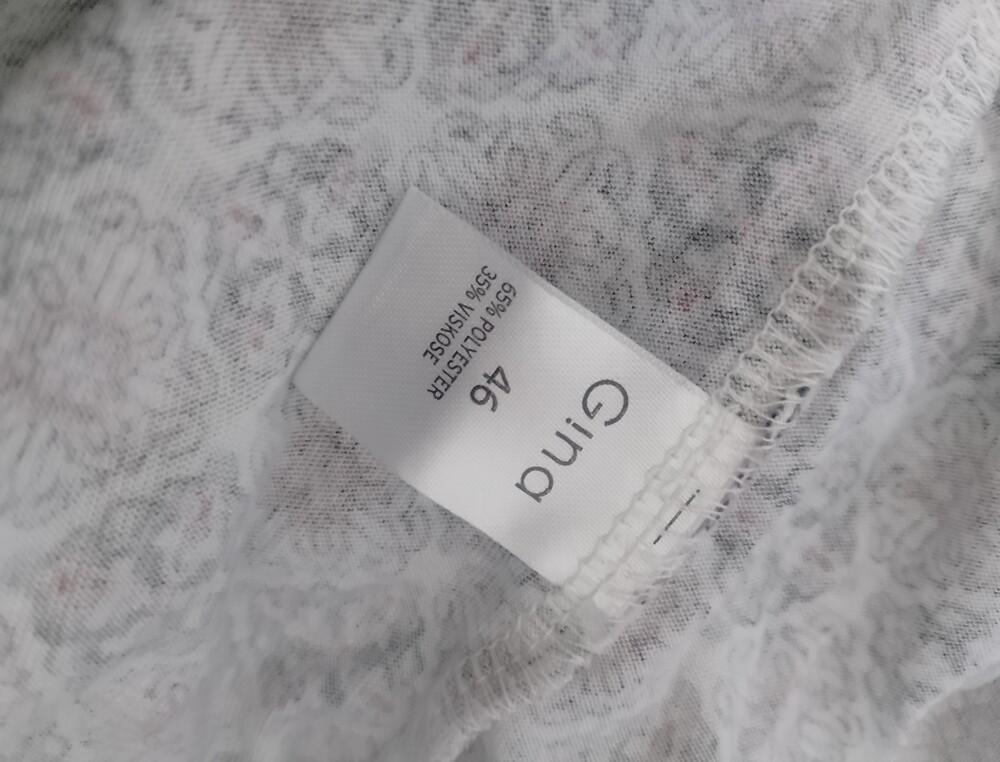 Gina
46
65% POLYESTER
35% VISKOSE